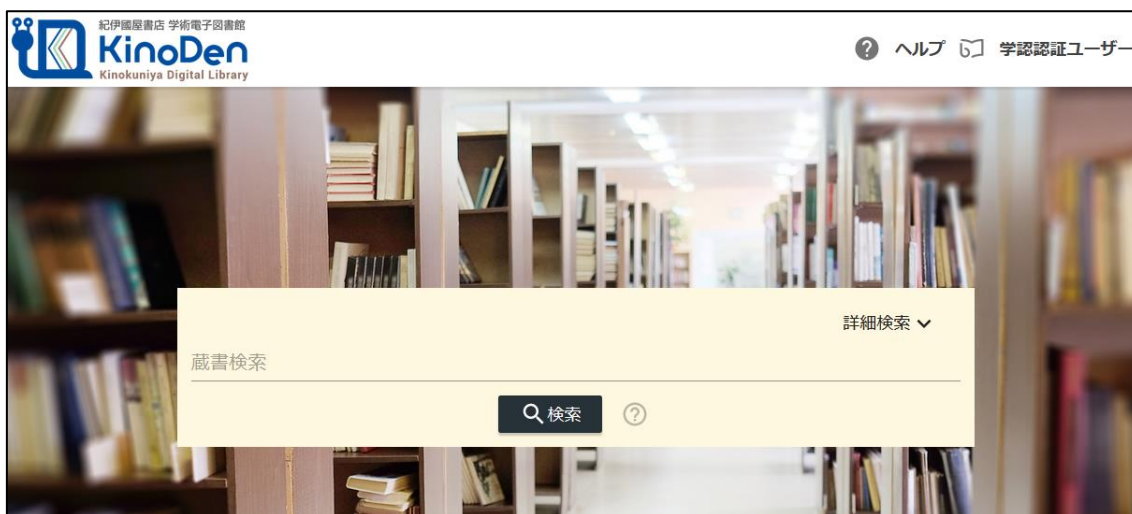 紀伊國屋書店 学術電子図書館
KinoDen
Kinokuniya Digital Library
? ヘルプ 学認認証ユーザー
詳細検索
蔵書検索
検索 ?